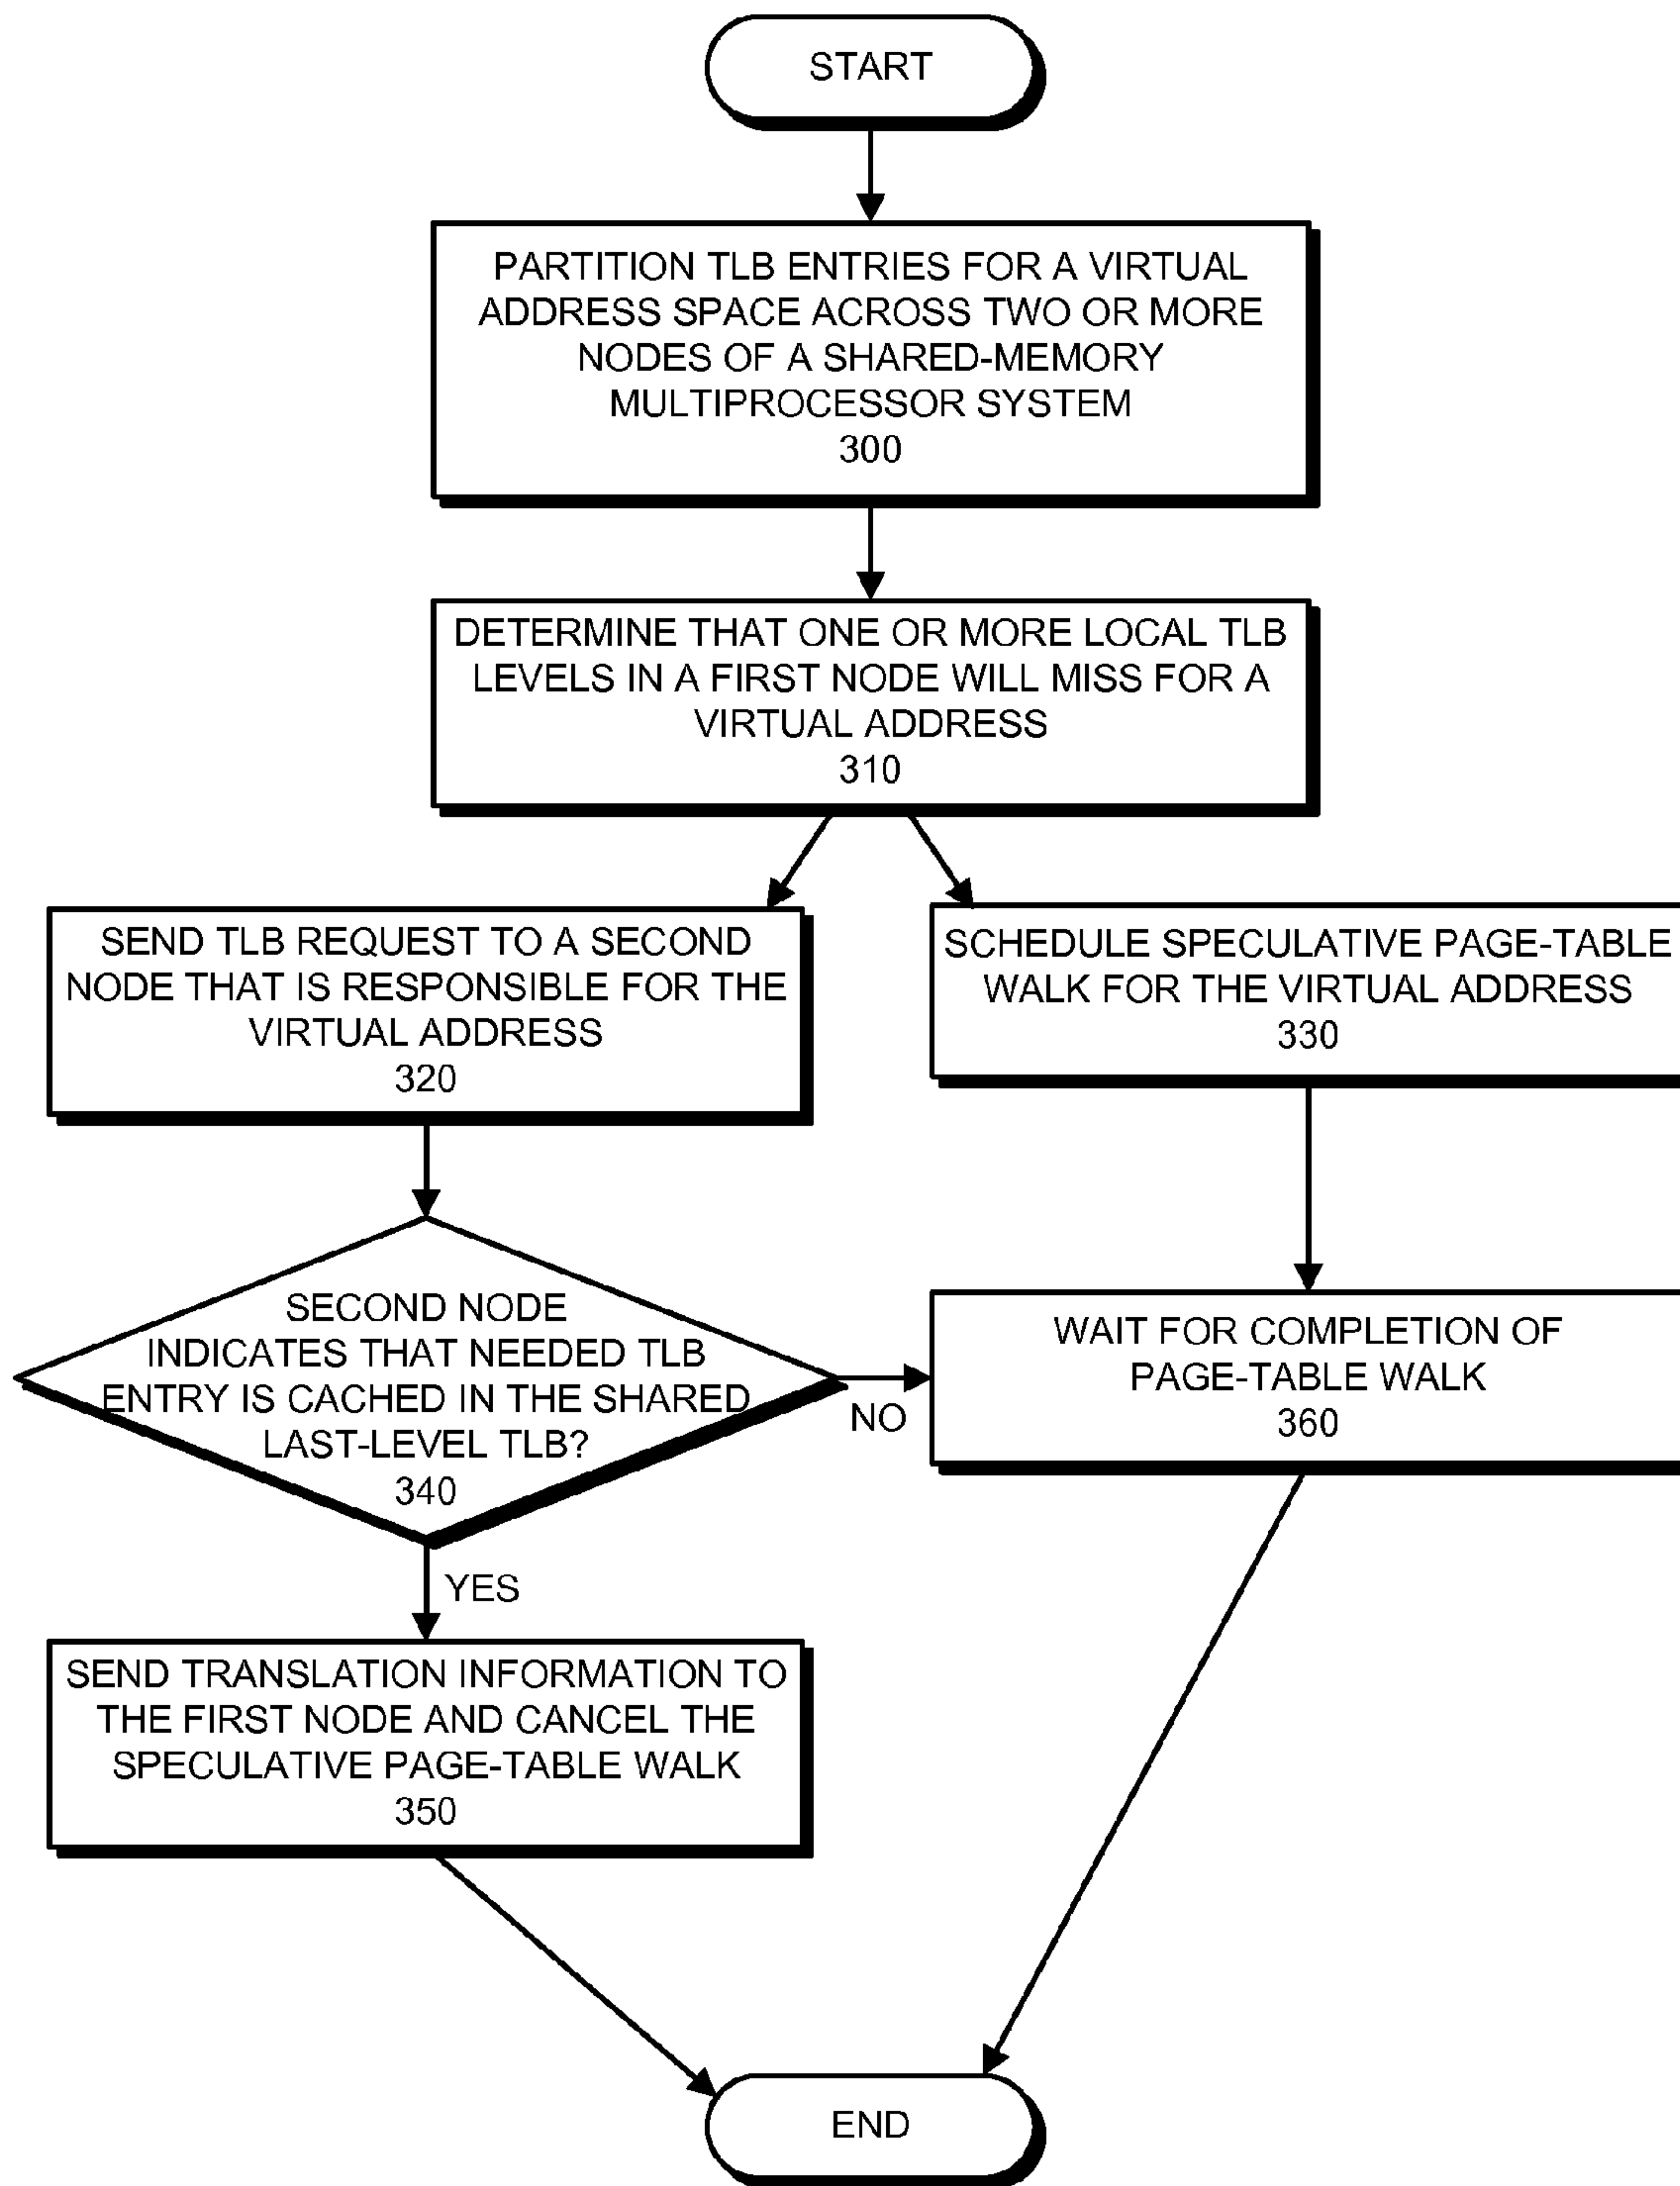 START
PARTITION TLB ENTRIES FOR A VIRTUAL
ADDRESS SPACE ACROSS TWO OR MORE
NODES OF A SHARED-MEMORY
MULTIPROCESSOR SYSTEM
300
DETERMINE THAT ONE OR MORE LOCAL TLB
LEVELS IN A FIRST NODE WILL MISS FOR A
VIRTUAL ADDRESS
310
SEND TLB REQUEST TO A SECOND
NODE THAT IS RESPONSIBLE FOR THE
VIRTUAL ADDRESS
320
SCHEDULE SPECULATIVE PAGE-TABLE
WALK FOR THE VIRTUAL ADDRESS
330
SECOND NODE
INDICATES THAT NEEDED TLB
ENTRY IS CACHED IN THE SHARED
LAST-LEVEL TLB?
340
NO
WAIT FOR COMPLETION OF
PAGE-TABLE WALK
360
YES
SEND TRANSLATION INFORMATION TO
THE FIRST NODE AND CANCEL THE
SPECULATIVE PAGE-TABLE WALK
350
END